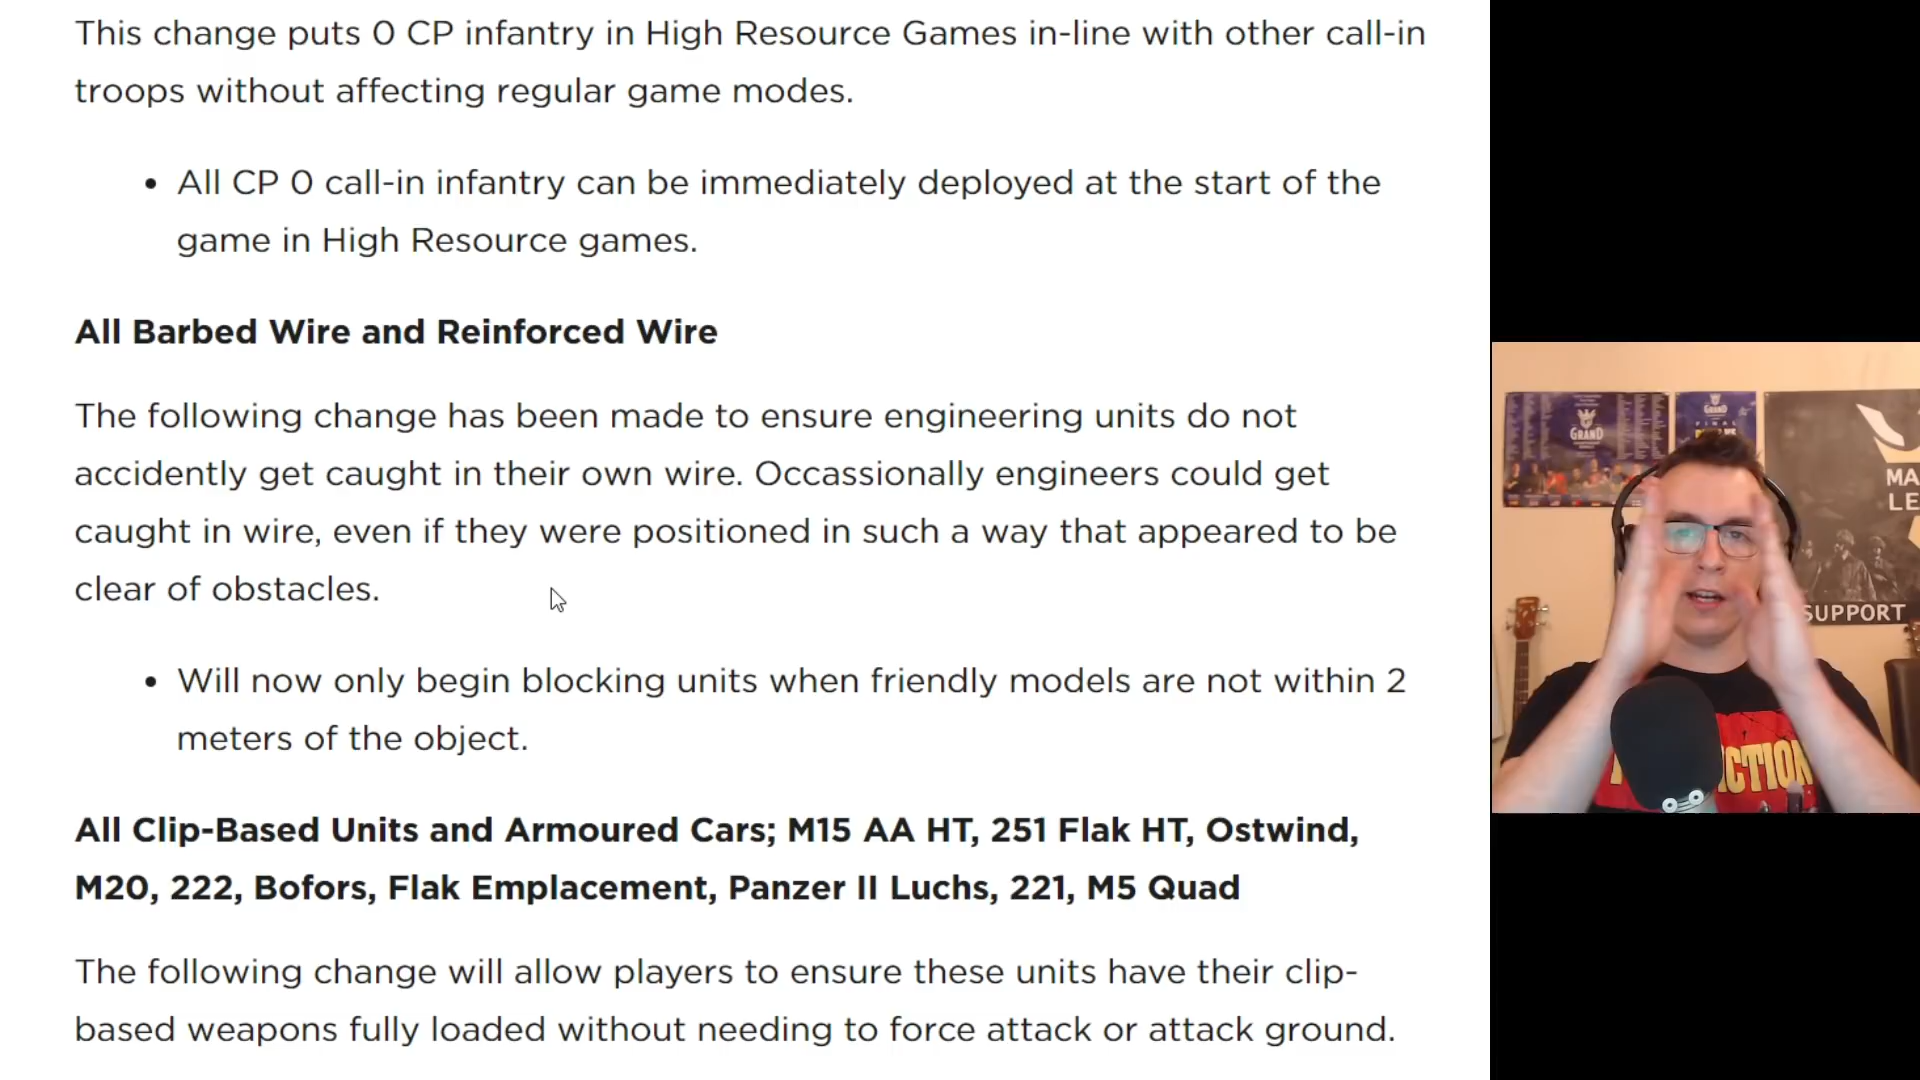 This change puts 0 CP infantry in High Resource Games in-line with other call-in
troops without affecting regular game modes.
• All CP 0 call-in infantry can be immediately deployed at the start of the
game in High Resource games.
All Barbed Wire and Reinforced Wire
The following change has been made to ensure engineering units do not
accidently get caught in their own wire. Occassionally engineers could get
caught in wire, even if they were positioned in such a way that appeared to be
clear of obstacles.
• Will now only begin blocking units when friendly models are not within 2
meters of the object.
All Clip-Based Units and Armoured Cars; M15 AA HT, 251 Flak HT, Ostwind,
M20, 222, Bofors, Flak Emplacement, Panzer II Luchs, 221, M5 Quad
The following change will allow players to ensure these units have their clip-
based weapons fully loaded without needing to force attack or attack ground.
GRAND
GRAND
FINAL
MA
LE
SUPPORT
CTION